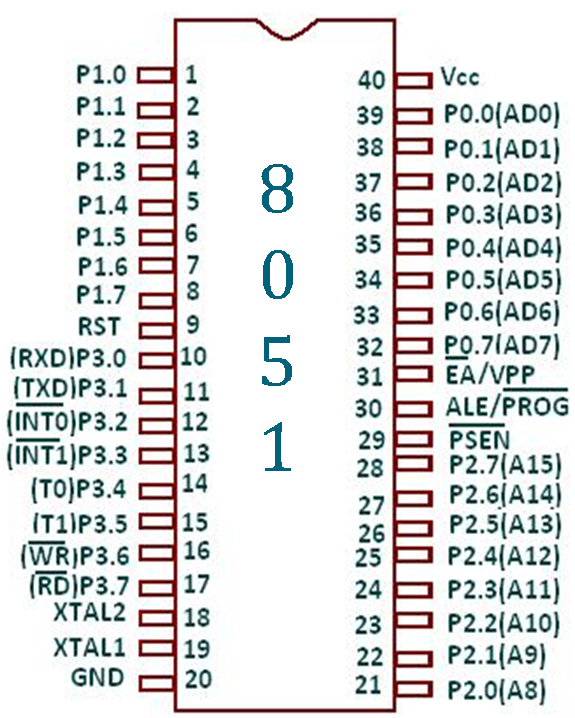 P1.0 1 40 Vcc
P1.1 2 39 P0.0(AD0)
P1.2 3 38 P0.1(AD1)
P1.3 4 37 P0.2(AD2)
P1.4 5 36 P0.3(AD3)
P1.5 6 35 P0.4(AD4)
P1.6 7 34 P0.5(AD5)
P1.7 8 33 P0.6(AD6)
RST 9 32 P0.7(AD7)
(RXD)P3.0 10 31 E̅A̅/VPP
(TXD)P3.1 11 30 ALE/P̅R̅O̅G̅
(I̅N̅T̅0̅)P3.2 12 29 P̅S̅E̅N̅
(I̅N̅T̅1̅)P3.3 13 28 P2.7(A15)
(T0)P3.4 14 27 P2.6(A14)
(T1)P3.5 15 26 P2.5(A13)
(W̅R̅)P3.6 16 25 P2.4(A12)
(R̅D̅)P3.7 17 24 P2.3(A11)
XTAL2 18 23 P2.2(A10)
XTAL1 19 22 P2.1(A9)
GND 20 21 P2.0(A8)
8
0
5
1